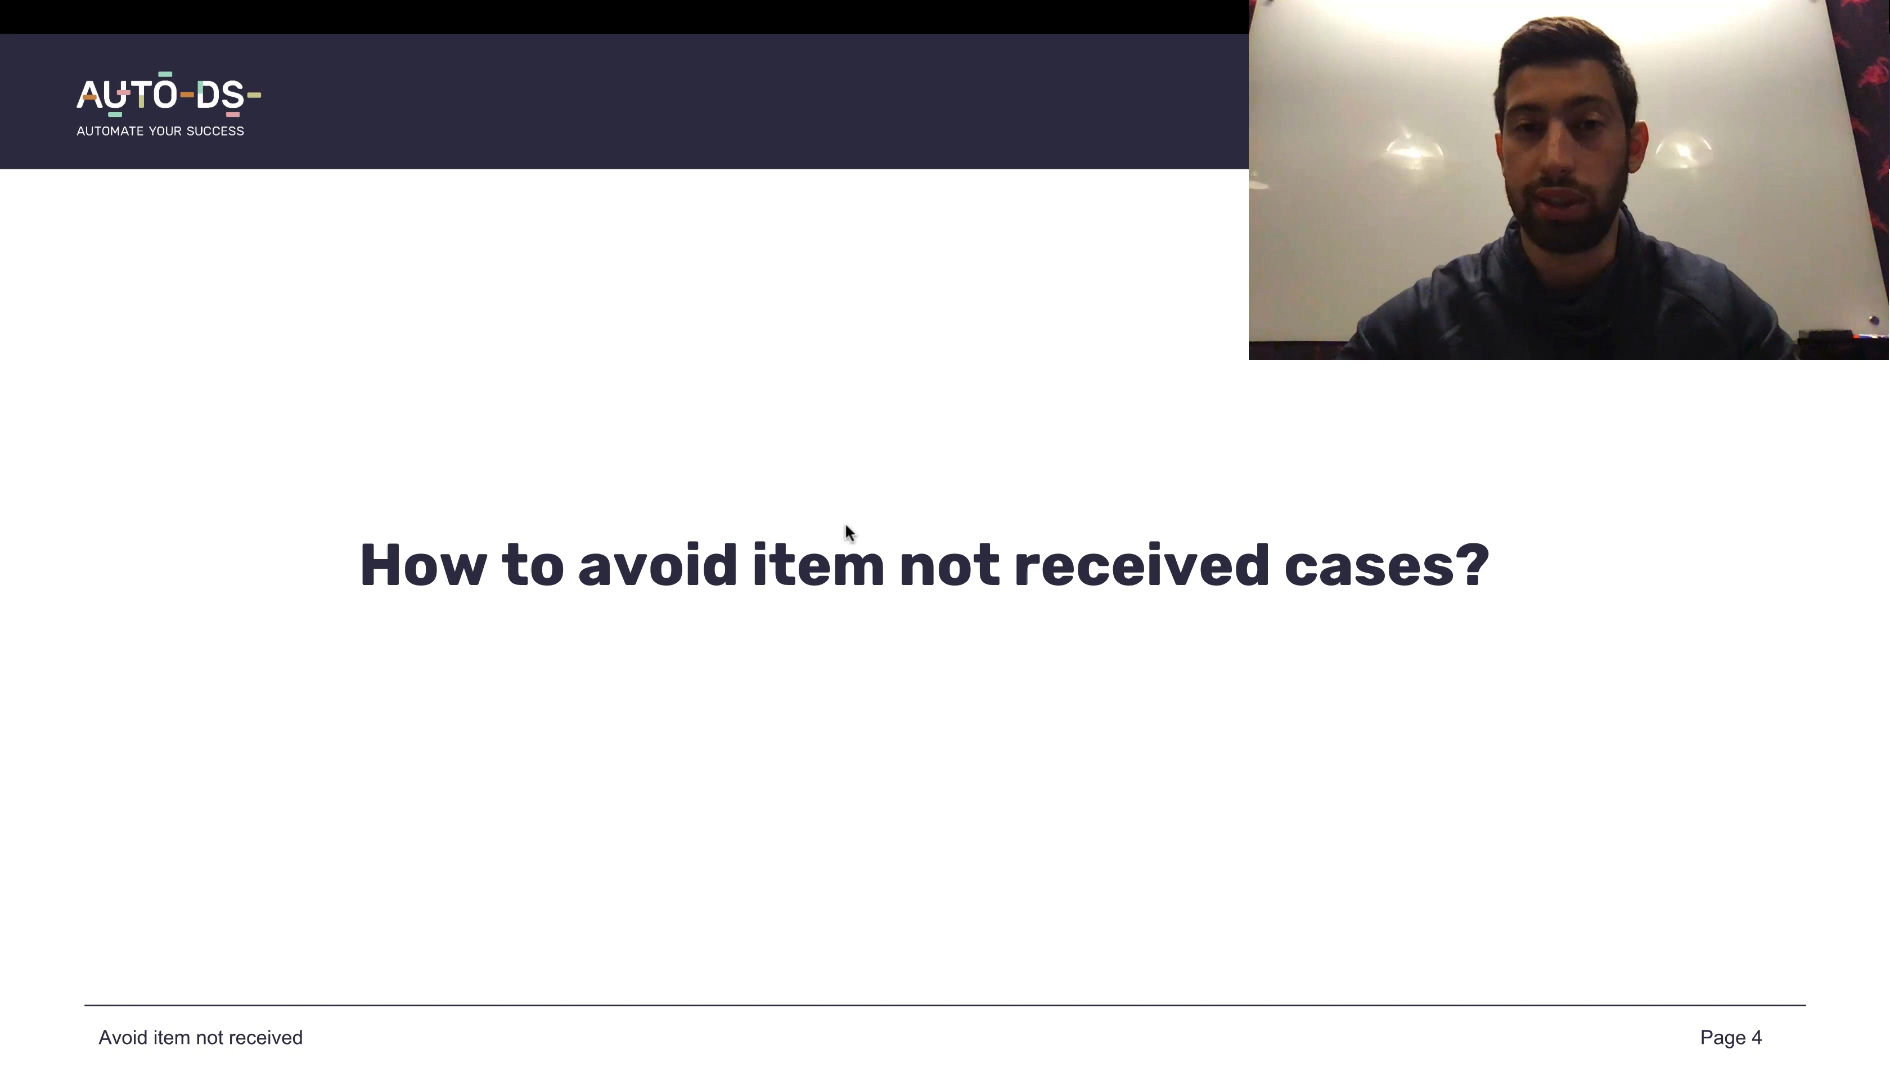 AUTO-DS-
AUTOMATE YOUR SUCCESS
How to avoid item not received cases?
Avoid item not received
Page 4